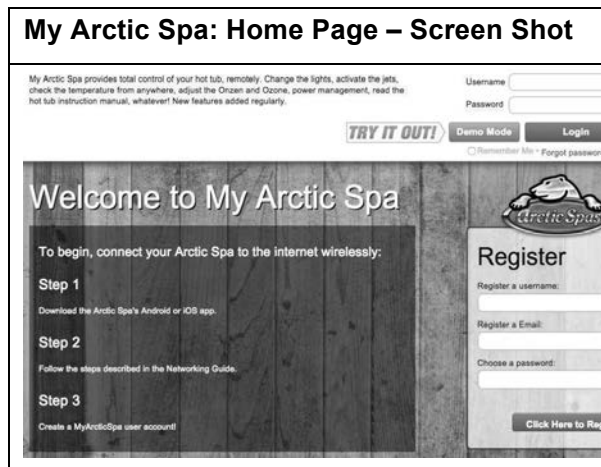 My Arctic Spa: Home Page – Screen Shot
My Arctic Spa provides total control of your hot tub, remotely. Change the lights, activate the jets,
check the temperature from anywhere, adjust the Onzen and Ozone, power management, read the
hot tub instruction manual, whatever! New features added regularly.
Username
Password
TRY IT OUT!
Demo Mode
Login
Remember Me • Forgot passwor
Welcome to My Arctic Spa
Arctic Spas
To begin, connect your Arctic Spa to the internet wirelessly:
Step 1
Download the Arctic Spa's Android or iOS app.
Step 2
Follow the steps described in the Networking Guide.
Step 3
Create a MyArcticSpa user account!
Register
Register a username:
Register a Email:
Choose a password:
Click Here to Reg